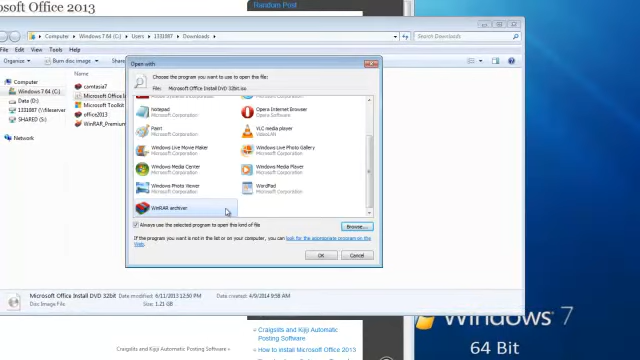 osoft Office 2013
Random Post
Computer ▸ Windows 7 64 (C:) ▸ Users ▸ 1331087 ▸ Downloads ▸
Search Downloads
File Edit View Tools
Organize
Burn disc image
Share
Open with
Choose the program you want to use to open this file:
File: Microsoft Office Install DVD 32bit.iso
Name
Computer
Windows 7 64 (C:)
Data (D:)
SHARED (S:)
Network
camtasia7
Microsoft Office I
Microsoft Toolkit
office2013
WinRAR_Premium
notepad
Microsoft Corporation
Opera Internet Browser
Opera Software
Paint
Microsoft Corporation
VLC media player
VideoLAN
Windows Live Movie Maker
Microsoft Corporation
Windows Live Photo Gallery
Microsoft Corporation
Windows Media Center
Microsoft Corporation
Windows Media Player
Microsoft Corporation
Windows Photo Viewer
Microsoft Corporation
WordPad
Microsoft Corporation
WinRAR archiver
Always use the selected program to open this kind of file
Browse...
If the program you want is not in the list or on your computer, you can look for the appropriate program on the
Web.
OK
Cancel
Microsoft Office Install DVD 32bit Date modified: 6/11/2013 12:50 PM Date created: 4/9/2014 9:58 AM
Disc Image File Size: 1.21 GB
Windows 7
64 Bit
Craigslits and Kijiji Automatic Posting Software »
» Craigslits and Kijiji Automatic
Posting Software
» How to install Microsoft Office 2013